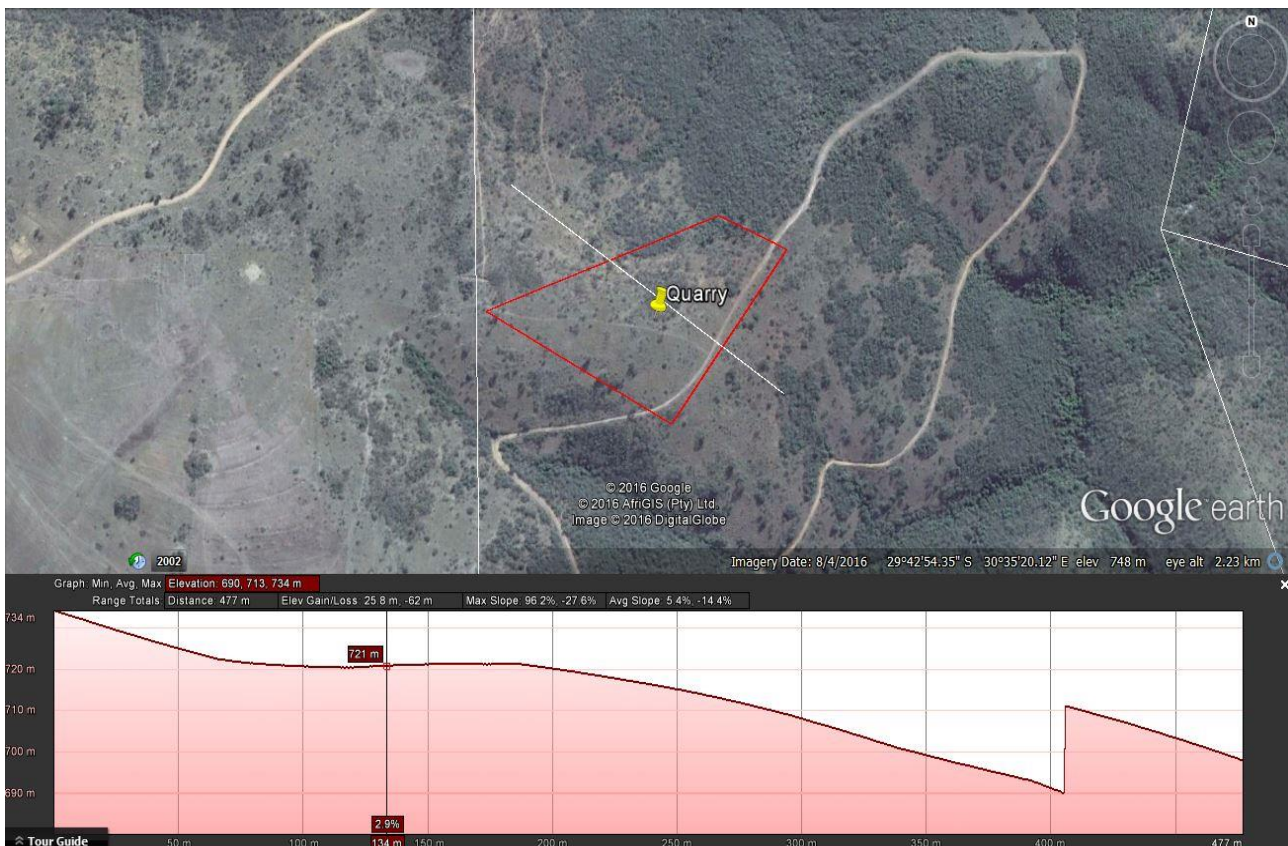 N
Quarry
© 2016 Google
© 2016 AfriGIS (Pty) Ltd.
Image © 2016 DigitalGlobe
Google earth
2002
Imagery Date: 8/4/2016 29°42'54.35" S 30°35'20.12" E elev 748 m eye alt 2.23 km
Graph: Min, Avg, Max Elevation: 690, 713, 734 m
Range Totals: Distance: 477 m Elev Gain/Loss: 25.8 m, -62 m Max Slope: 96.2%, -27.6% Avg Slope: 5.4%, -14.4%
734 m
721 m
720 m
710 m
700 m
690 m
2.9%
Tour Guide 50 m 100 m 134 m 150 m 200 m 250 m 300 m 350 m 400 m 477 m